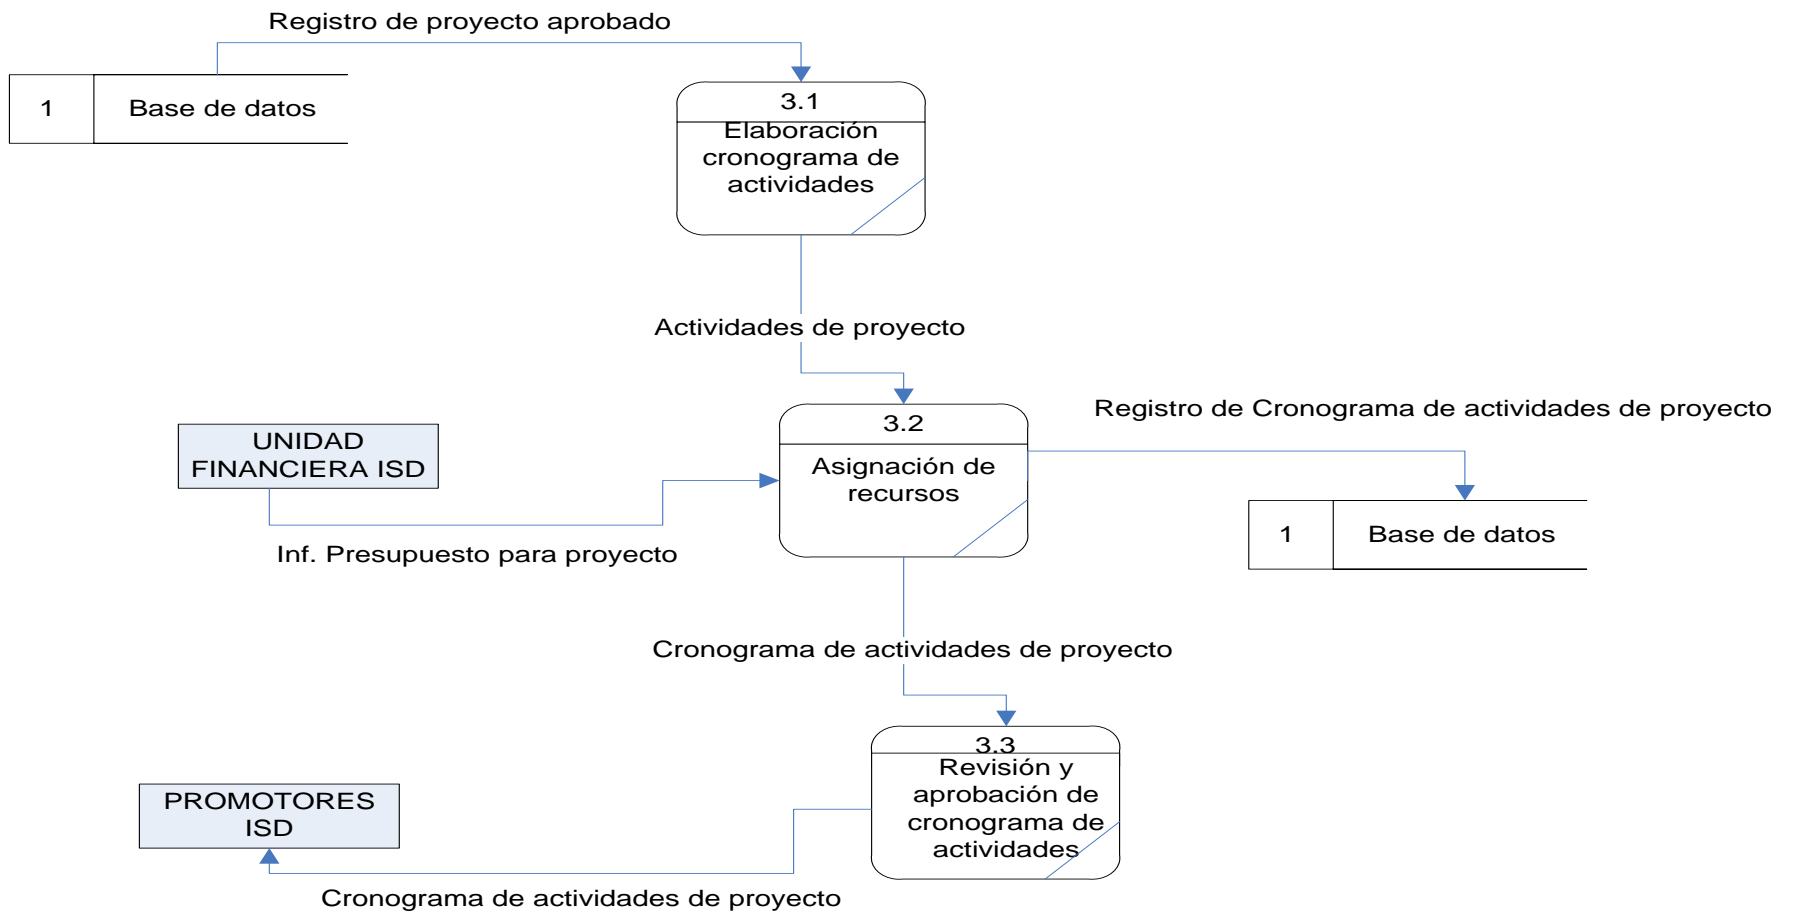 Registro de proyecto aprobado
1
Base de datos
3.1
Elaboración
cronograma de
actividades
Actividades de proyecto
UNIDAD
FINANCIERA ISD
3.2
Asignación de
recursos
Registro de Cronograma de actividades de proyecto
1
Base de datos
Inf. Presupuesto para proyecto
Cronograma de actividades de proyecto
3.3
Revisión y
aprobación de
cronograma de
actividades
PROMOTORES
ISD
Cronograma de actividades de proyecto